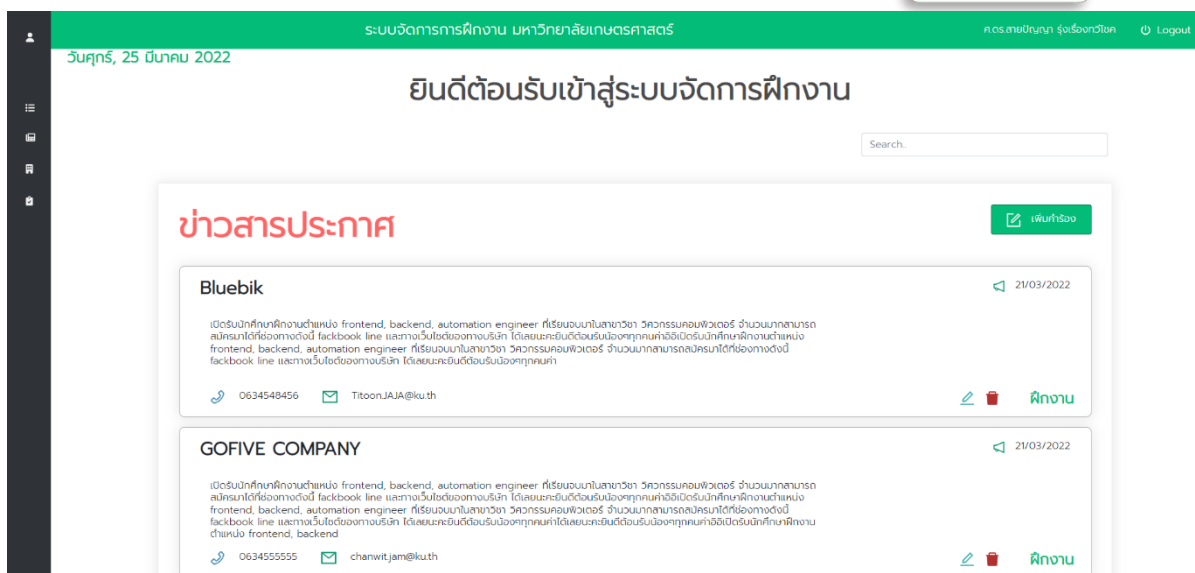 ระบบจัดการการฝึกงาน มหาวิทยาลัยเกษตรศาสตร์
ศ.ดร.สายปัญญา รุ่งเรืองทวีโชค
Logout
วันศุกร์, 25 มีนาคม 2022
ยินดีต้อนรับเข้าสู่ระบบจัดการฝึกงาน
Search..
ข่าวสารประกาศ
เพิ่มคำร้อง
Bluebik
21/03/2022
เปิดรับนักศึกษาฝึกงานตำแหน่ง frontend, backend, automation engineer ที่เรียนจบมาในสาขาวิชา วิศวกรรมคอมพิวเตอร์ จำนวนมากสามารถ
สมัครมาได้ที่ช่องทางดังนี้ fackbook line และทางเว็บไซต์ของทางบริษัท ได้เลยนะคะยินดีต้อนรับน้องๆทุกคนค่าอิอิเปิดรับนักศึกษาฝึกงานตำแหน่ง
frontend, backend, automation engineer ที่เรียนจบมาในสาขาวิชา วิศวกรรมคอมพิวเตอร์ จำนวนมากสามารถสมัครมาได้ที่ช่องทางดังนี้
fackbook line และทางเว็บไซต์ของทางบริษัท ได้เลยนะคะยินดีต้อนรับน้องๆทุกคนค่า
0634548456
Titoon.JAJA@ku.th
ฝึกงาน
GOFIVE COMPANY
21/03/2022
เปิดรับนักศึกษาฝึกงานตำแหน่ง frontend, backend, automation engineer ที่เรียนจบมาในสาขาวิชา วิศวกรรมคอมพิวเตอร์ จำนวนมากสามารถ
สมัครมาได้ที่ช่องทางดังนี้ fackbook line และทางเว็บไซต์ของทางบริษัท ได้เลยนะคะยินดีต้อนรับน้องๆทุกคนค่าอิอิเปิดรับนักศึกษาฝึกงานตำแหน่ง
frontend, backend, automation engineer ที่เรียนจบมาในสาขาวิชา วิศวกรรมคอมพิวเตอร์ จำนวนมากสามารถสมัครมาได้ที่ช่องทางดังนี้
fackbook line และทางเว็บไซต์ของทางบริษัท ได้เลยนะคะยินดีต้อนรับน้องๆทุกคนค่าได้เลยนะคะยินดีต้อนรับน้องๆทุกคนค่าอิอิเปิดรับนักศึกษาฝึกงาน
ตำแหน่ง frontend, backend
0634555555
chanwit.jam@ku.th
ฝึกงาน